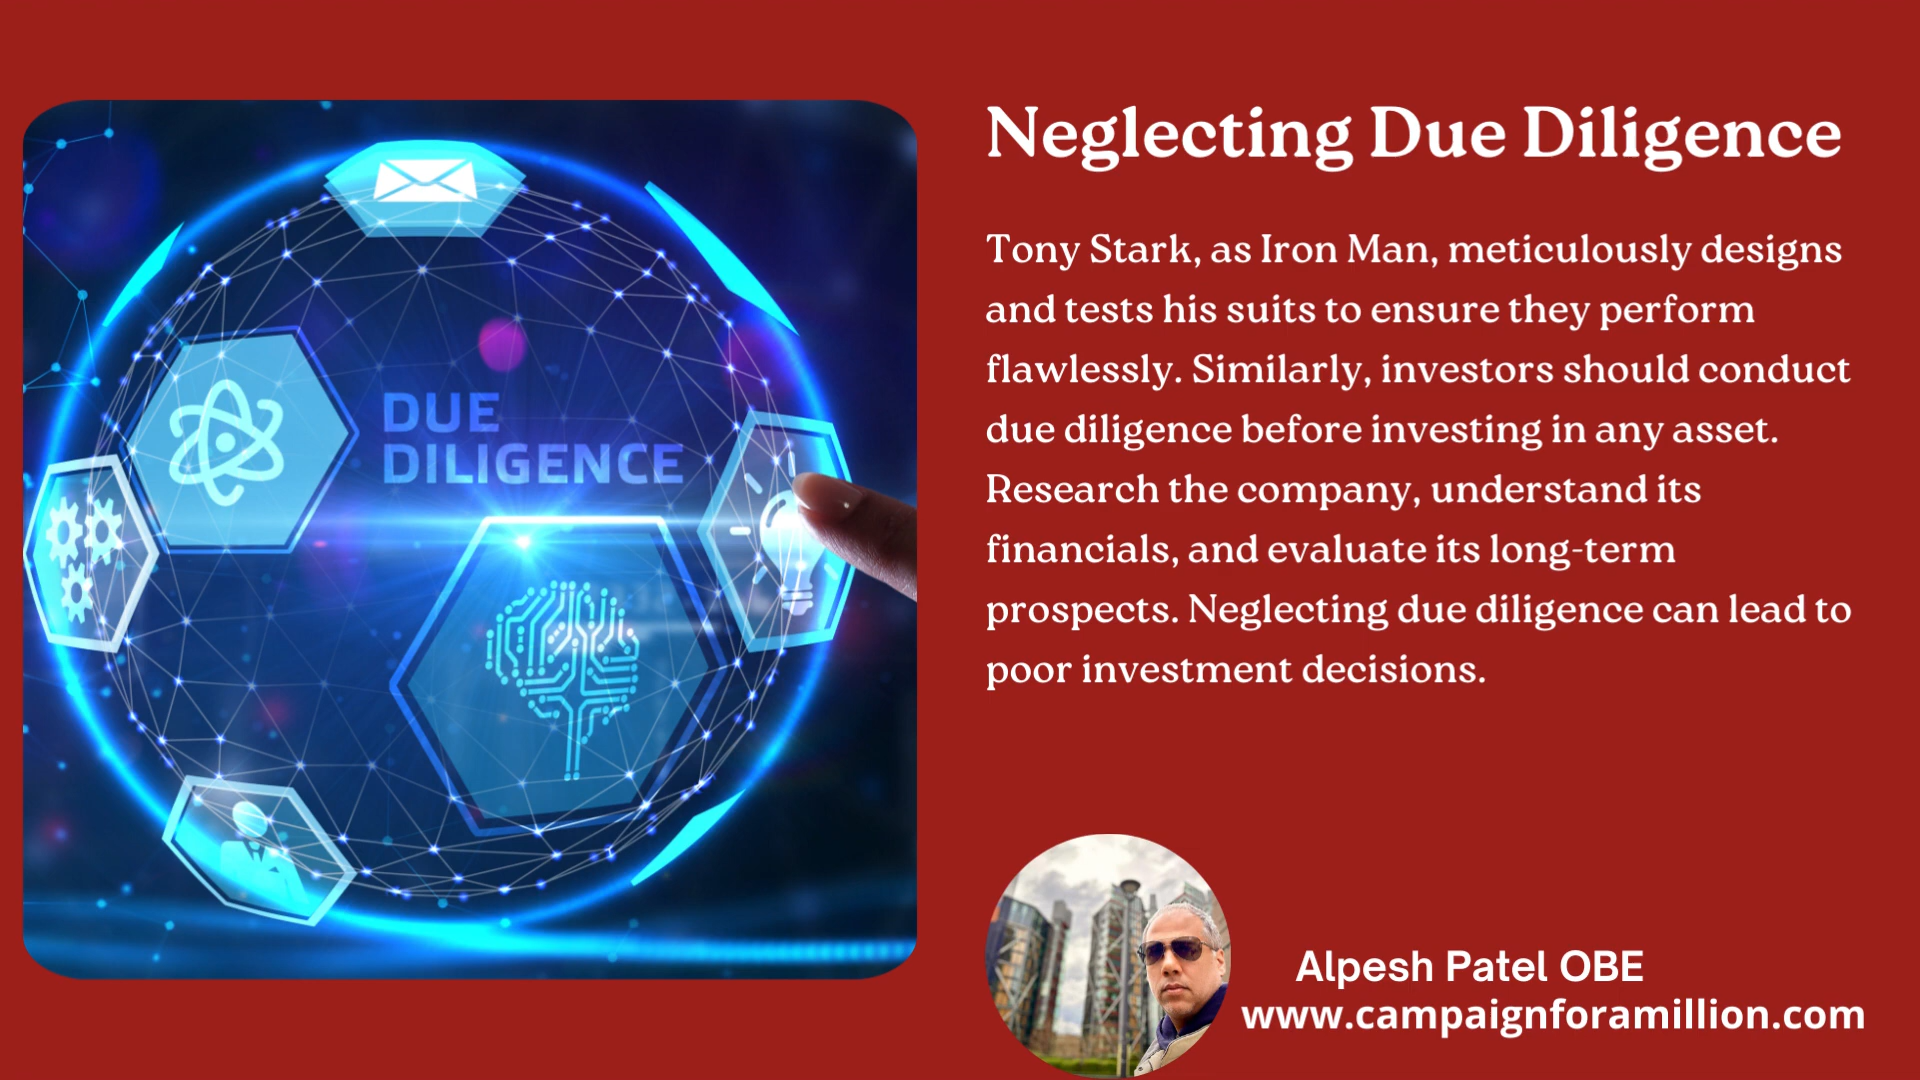 Neglecting Due Diligence
Tony Stark, as Iron Man, meticulously designs
and tests his suits to ensure they perform
flawlessly. Similarly, investors should conduct
due diligence before investing in any asset.
Research the company, understand its
financials, and evaluate its long-term
prospects. Neglecting due diligence can lead to
poor investment decisions.
DUE
DILIGENCE
Alpesh Patel OBE
www.campaignforamillion.com